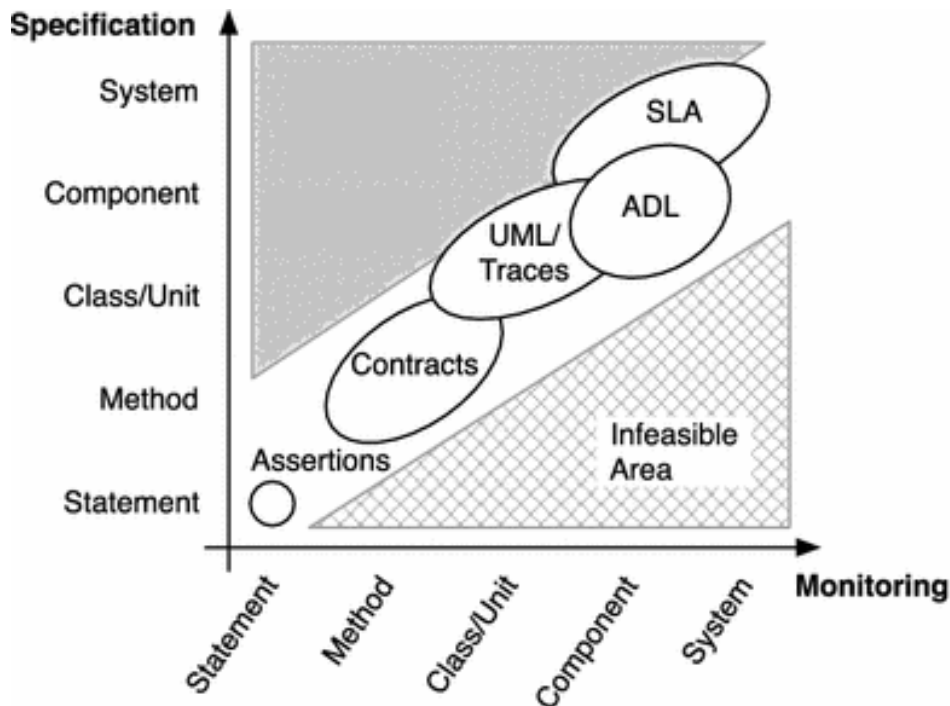 Specification
System
Component
Class/Unit
Method
Statement
SLA
ADL
UML/
Traces
Contracts
Assertions
Infeasible
Area
Monitoring
Statement
Method
Class/Unit
Component
System